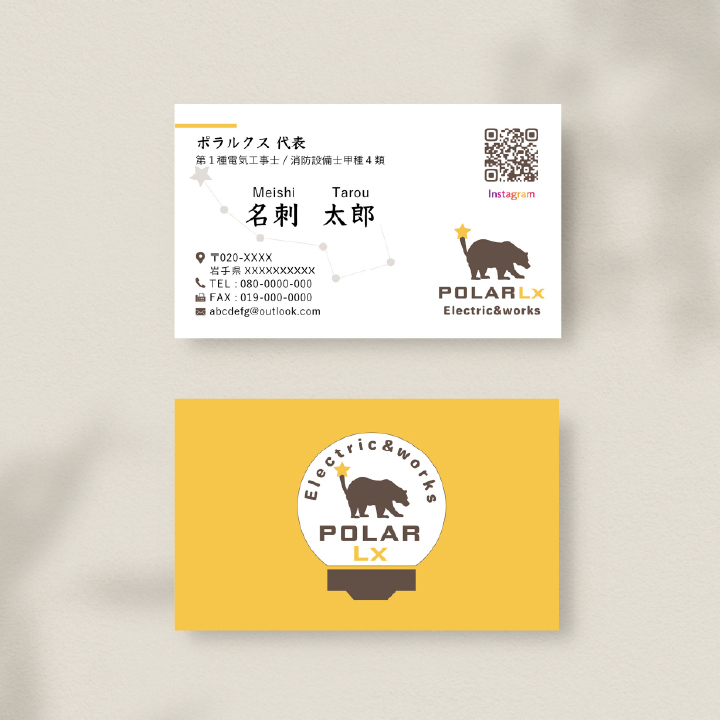 ポラルクス 代表
第1種電気工事士 / 消防設備士甲種4類
Meishi Tarou
名刺 太郎
〒020-XXXX
岩手県 XXXXXXXXXX
TEL : 080-0000-000
FAX : 019-000-0000
abcdefg@outlook.com
Instagram
POLARLx
Electric&works
Electric&works
POLAR
Lx